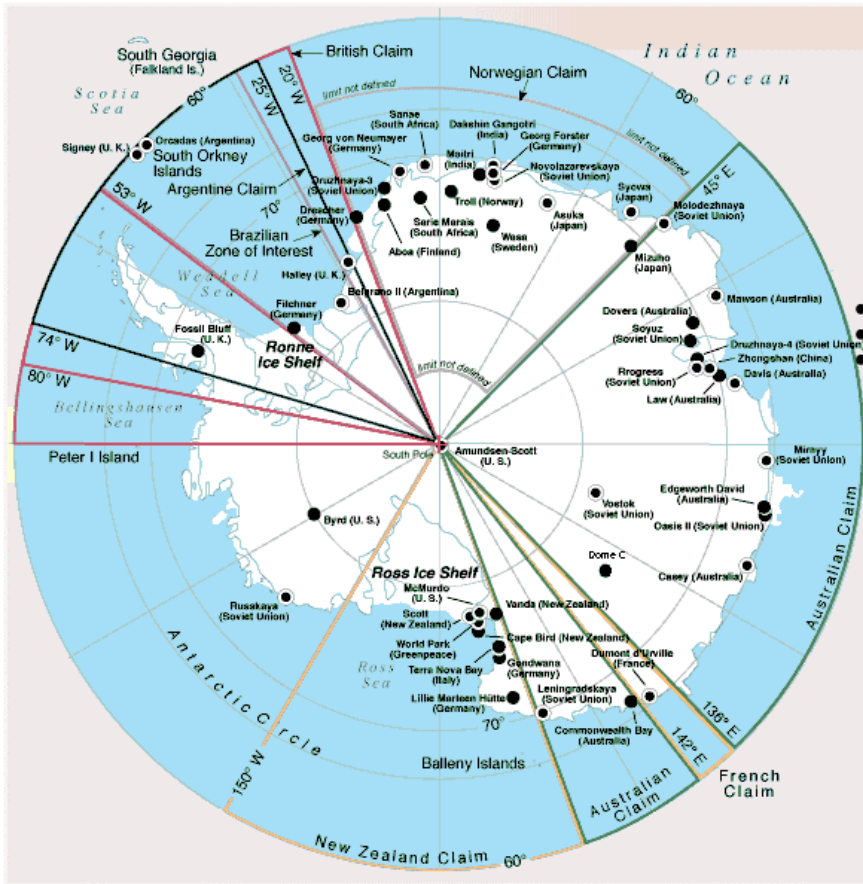 South Georgia
(Falkland Is.)
Scotia
Sea
60°
25° W
20° W
British Claim
limit not defined
Norwegian Claim
Indian
Ocean
60°
limit not defined
45° E
Orcadas (Argentina)
Signey (U. K.)
South Orkney
Islands
Argentine Claim
70°
Brazilian
Zone of Interest
53° W
Weddell
Sea
Georg von Neumayer
(Germany)
Sanae
(South Africa)
Druzhnaya-3
(Soviet Union)
Drescher
(Germany)
Dakshin Gangotri
(India)
Georg Forster
(Germany)
Maitri
(India)
Novolazarevskaya
(Soviet Union)
Troll (Norway)
Sarie Marais
(South Africa)
Aboa (Finland)
Wasa
(Sweden)
Asuka
(Japan)
Syowa
(Japan)
Molodezhnaya
(Soviet Union)
Mizuho
(Japan)
Halley (U. K.)
Belgrano II (Argentina)
Filchner
(Germany)
Fossil Bluff
(U. K.)
Ronne
Ice Shelf
74° W
80° W
Bellingshausen
Sea
Peter I Island
limit not defined
Mawson (Australia)
Dovers (Australia)
Soyuz
(Soviet Union)
Druzhnaya-4 (Soviet Union)
Zhongshan (China)
Rrogress
(Soviet Union)
Davis (Australia)
Law (Australia)
South Pole
Amundsen-Scott
(U. S.)
Mirnyy
(Soviet Union)
Vostok
(Soviet Union)
Edgeworth David
(Australia)
Oasis II (Soviet Union)
Byrd (U. S.)
Dome C
Casey (Australia)
Australian Claim
Ross Ice Shelf
McMurdo
(U. S.)
Scott
(New Zealand)
Vanda (New Zealand)
World Park
(Greenpeace)
Cape Bird (New Zealand)
Russkaya
(Soviet Union)
Ross
Sea
Terra Nova Bay
(Italy)
Gondwana
(Germany)
Dumont d'Urville
(France)
Leningradskaya
(Soviet Union)
Lillie Marleen Hütte
(Germany)
Commonwealth Bay
(Australia)
Antarctic Circle
70°
Balleny Islands
150° W
136° E
142° E
French
Claim
Australian
Claim
New Zealand Claim
60°